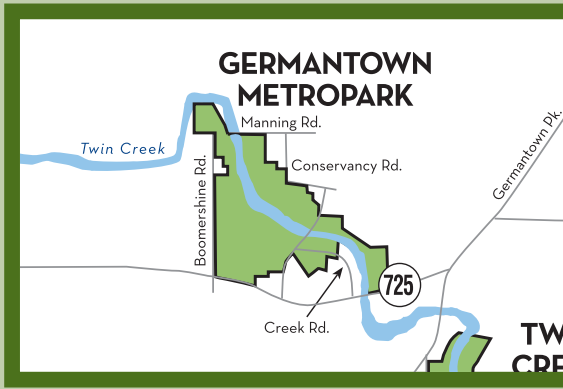 GERMANTOWN
METROPARK
Manning Rd.
Twin Creek
Conservancy Rd.
Boomershine Rd.
Germantown Pk.
725
Creek Rd.
TW
CRE